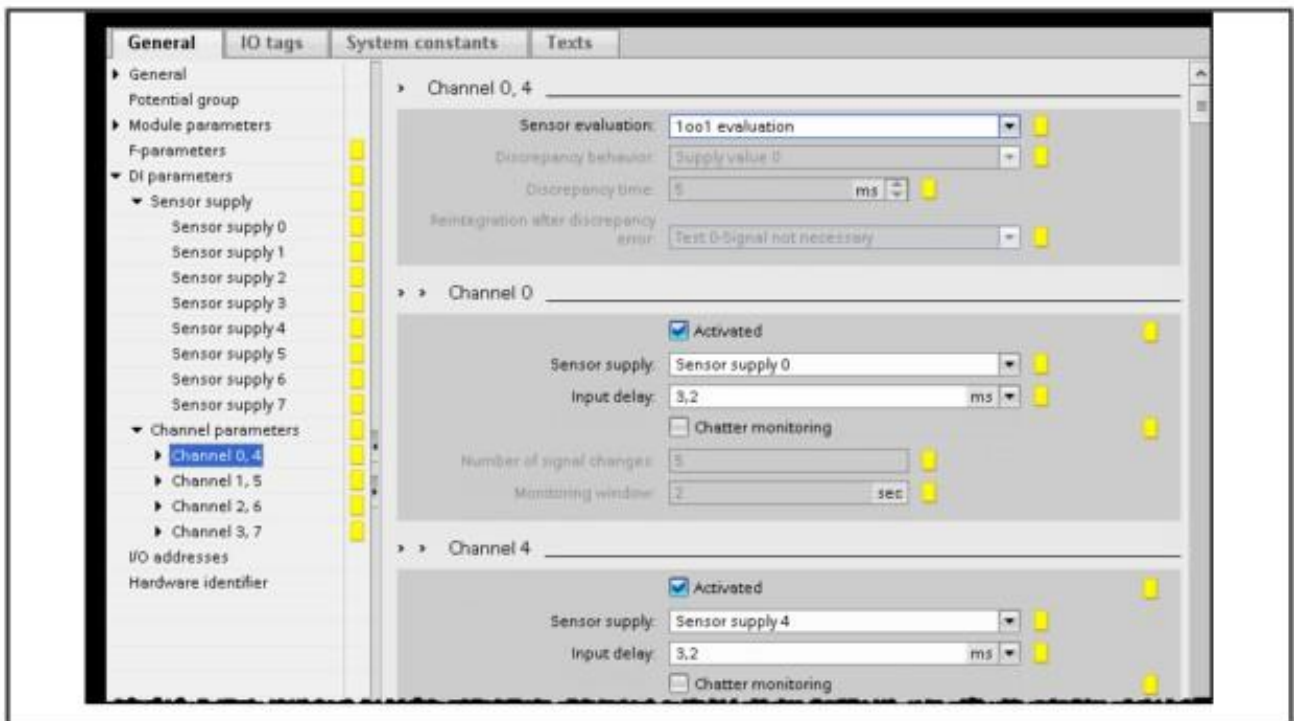 General IO tags System constants Texts
General
Potential group
Module parameters
F-parameters
DI parameters
Sensor supply
Sensor supply 0
Sensor supply 1
Sensor supply 2
Sensor supply 3
Sensor supply 4
Sensor supply 5
Sensor supply 6
Sensor supply 7
Channel parameters
Channel 0, 4
Channel 1, 5
Channel 2, 6
Channel 3, 7
I/O addresses
Hardware identifier
Channel 0, 4
Sensor evaluation: 1oo1 evaluation
Discrepancy behavior: Supply value 0
Discrepancy time: 5 ms
Reintegration after discrepancy
error: Test 0-Signal not necessary
Channel 0
Activated
Sensor supply: Sensor supply 0
Input delay: 3,2 ms
Chatter monitoring
Number of signal changes: 5
Monitoring window: 2 sec
Channel 4
Activated
Sensor supply: Sensor supply 4
Input delay: 3,2 ms
Chatter monitoring